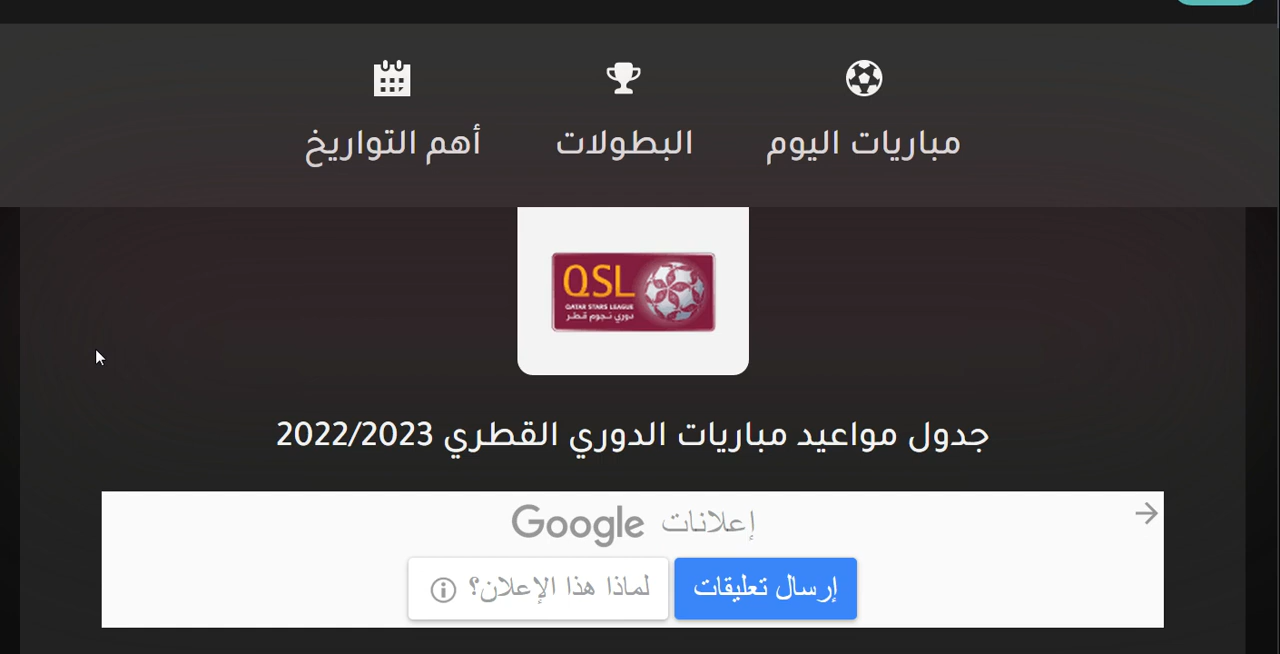 مباريات اليوم
البطولات
أهم التواريخ
QSL
QATAR STARS LEAGUE
دوري نجوم قطر
جدول مواعيد مباريات الدوري القطري 2022/2023
إعلانات Google
إرسال تعليقات
لماذا هذا الإعلان؟